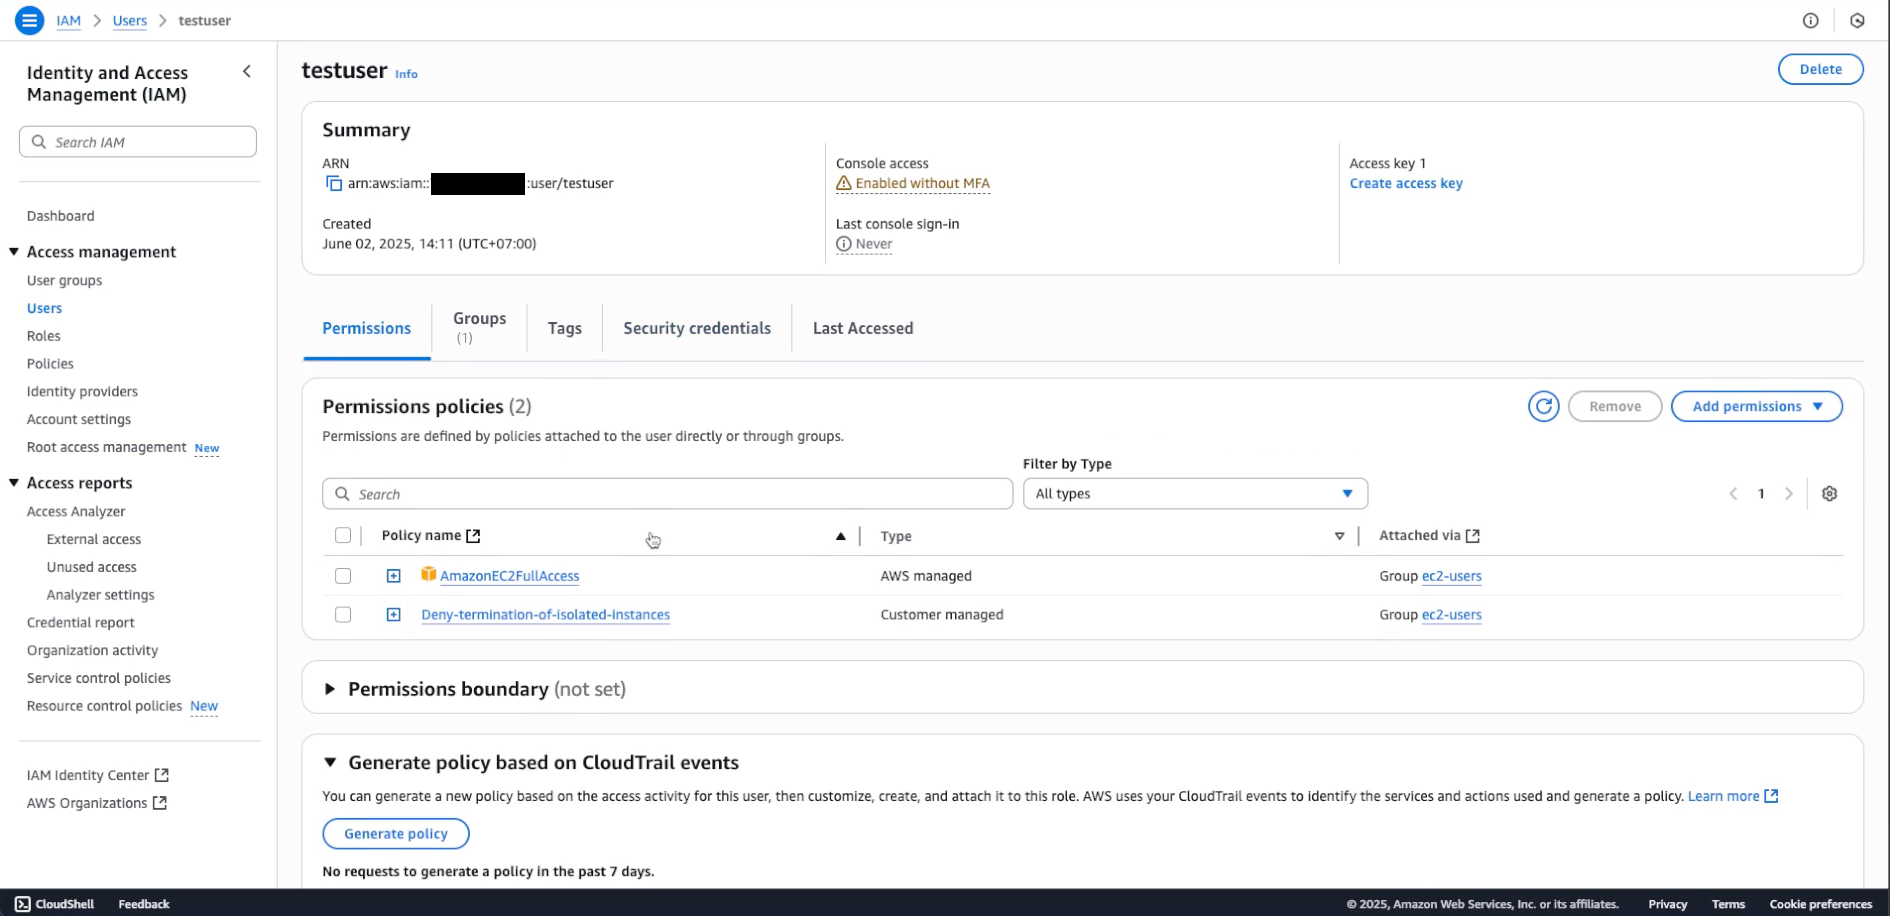 IAM > Users > testuser
Identity and Access
Management (IAM)
Search IAM
Dashboard
Access management
User groups
Users
Roles
Policies
Identity providers
Account settings
Root access management New
Access reports
Access Analyzer
External access
Unused access
Analyzer settings
Credential report
Organization activity
Service control policies
Resource control policies New
IAM Identity Center
AWS Organizations
testuser Info
Delete
Summary
ARN
arn:aws:iam:: :user/testuser
Created
June 02, 2025, 14:11 (UTC+07:00)
Console access
Enabled without MFA
Last console sign-in
Never
Access key 1
Create access key
Permissions
Groups
(1)
Tags
Security credentials
Last Accessed
Permissions policies (2)
Remove
Add permissions
Permissions are defined by policies attached to the user directly or through groups.
Filter by Type
Search
All types
1
Policy name Type Attached via
AmazonEC2FullAccess AWS managed Group ec2-users
Deny-termination-of-isolated-instances Customer managed Group ec2-users
Permissions boundary (not set)
Generate policy based on CloudTrail events
You can generate a new policy based on the access activity for this user, then customize, create, and attach it to this role. AWS uses your CloudTrail events to identify the services and actions used and generate a policy. Learn more
Generate policy
No requests to generate a policy in the past 7 days.
CloudShell Feedback © 2025, Amazon Web Services, Inc. or its affiliates. Privacy Terms Cookie preferences